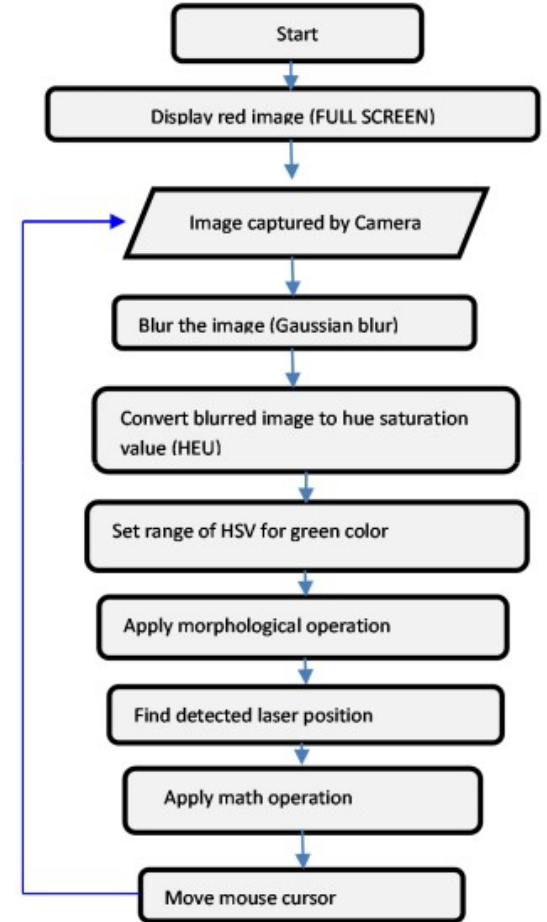 Start
Display red image (FULL SCREEN)
Image captured by Camera
Blur the image (Gaussian blur)
Convert blurred image to hue saturation
value (HEU)
Set range of HSV for green color
Apply morphological operation
Find detected laser position
Apply math operation
Move mouse cursor